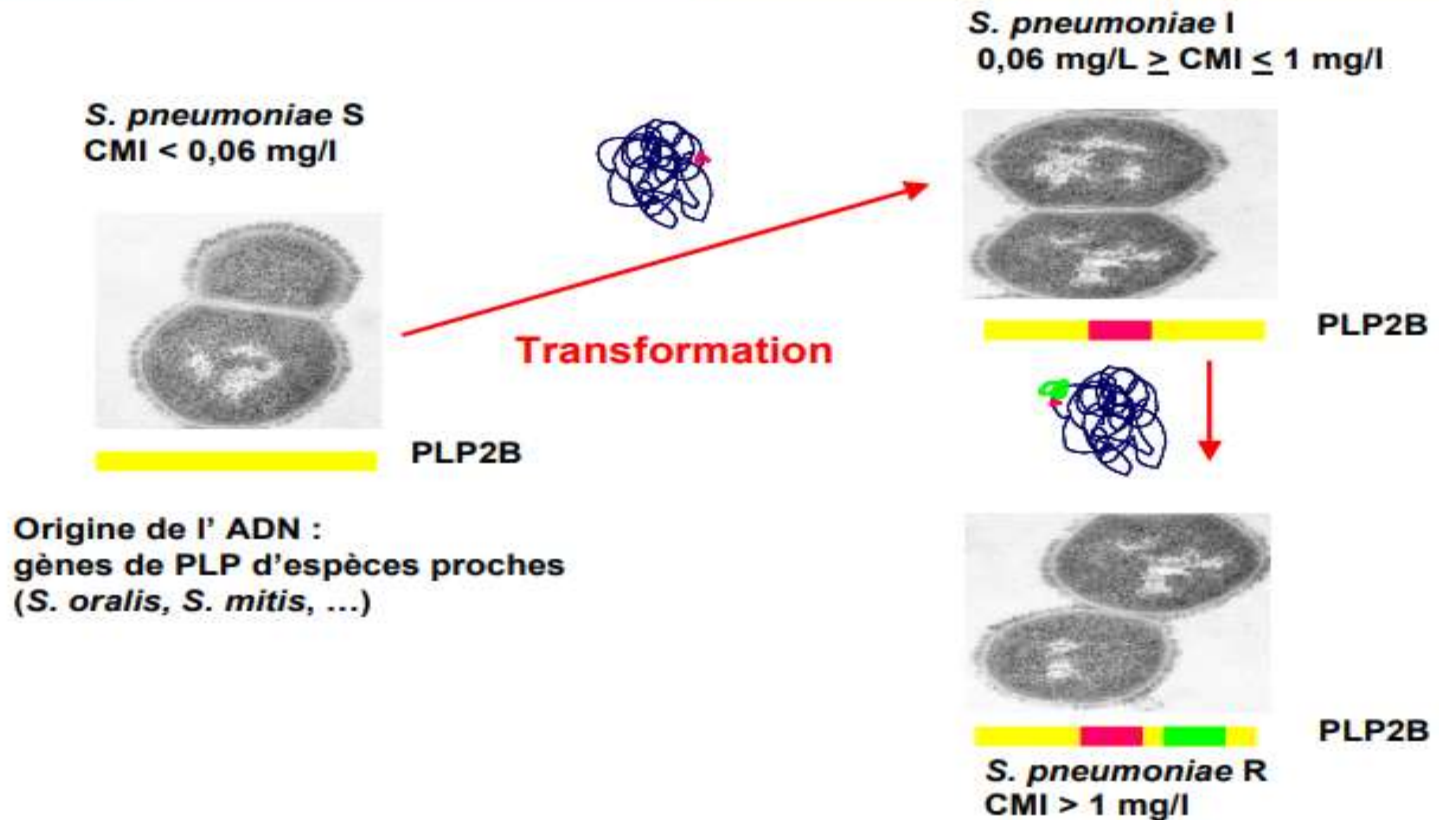 S. pneumoniae I
0,06 mg/L ≥ CMI ≤ 1 mg/l
S. pneumoniae S
CMI < 0,06 mg/l
PLP2B
Transformation
PLP2B
Origine de l’ ADN :
gènes de PLP d’espèces proches
(S. oralis, S. mitis, …)
PLP2B
S. pneumoniae R
CMI > 1 mg/l